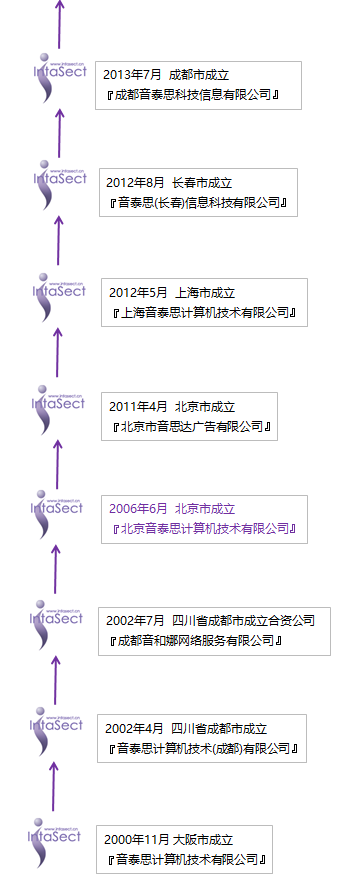 www.intasect.cn
IntaSect
2013年7月 成都市成立
『成都音泰思科技信息有限公司』
www.intasect.cn
IntaSect
2012年8月 长春市成立
『音泰思(长春)信息科技有限公司』
www.intasect.cn
IntaSect
2012年5月 上海市成立
『上海音泰思计算机技术有限公司』
www.intasect.cn
IntaSect
2011年4月 北京市成立
『北京市音思达广告有限公司』
www.intasect.cn
IntaSect
2006年6月 北京市成立
『北京音泰思计算机技术有限公司』
www.intasect.cn
IntaSect
2002年7月 四川省成都市成立合资公司
『成都音和娜网络服务有限公司』
www.intasect.cn
IntaSect
2002年4月 四川省成都市成立
『音泰思计算机技术(成都)有限公司』
www.intasect.cn
IntaSect
2000年11月 大阪市成立
『音泰思计算机技术有限公司』